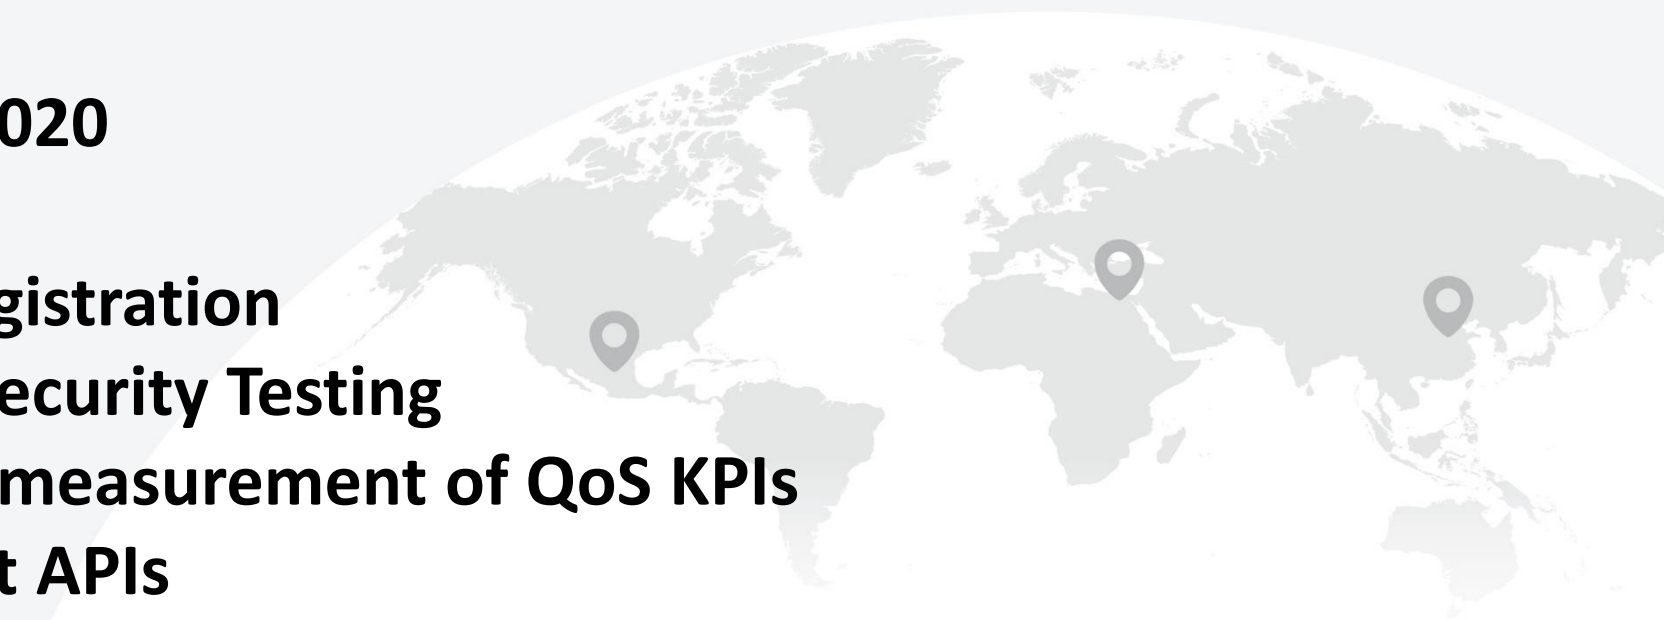 020
gistration
ecurity Testing
measurement of QoS KPIs
t APIs